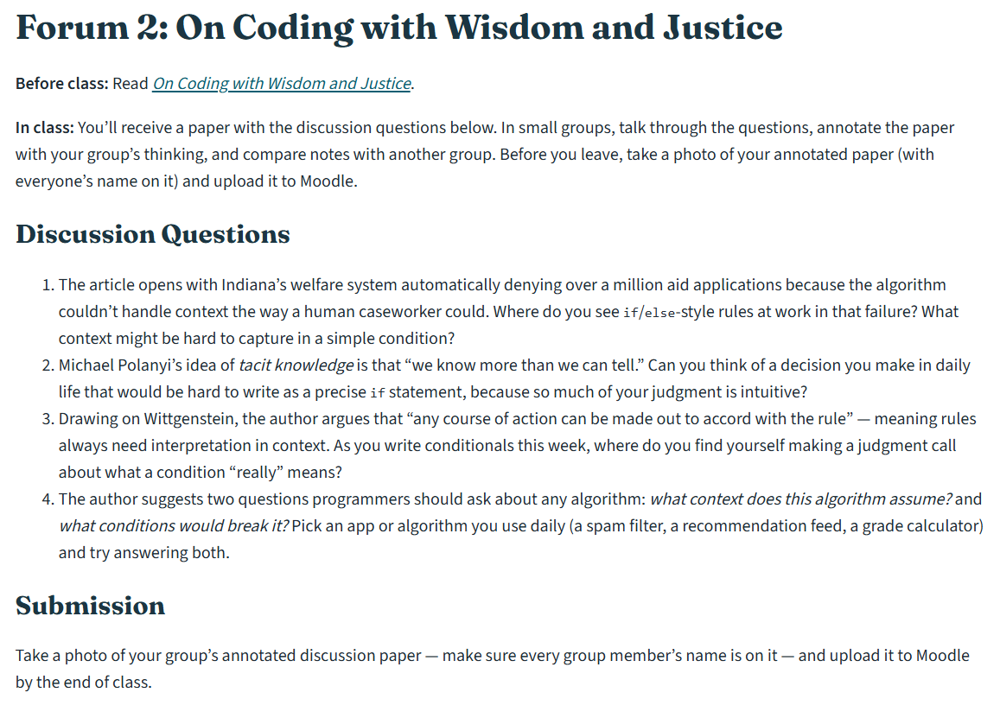 Forum 2: On Coding with Wisdom and Justice
Before class: Read On Coding with Wisdom and Justice.
In class: You’ll receive a paper with the discussion questions below. In small groups, talk through the questions, annotate the paper
with your group’s thinking, and compare notes with another group. Before you leave, take a photo of your annotated paper (with
everyone’s name on it) and upload it to Moodle.
Discussion Questions
1. The article opens with Indiana’s welfare system automatically denying over a million aid applications because the algorithm
couldn’t handle context the way a human caseworker could. Where do you see if/else-style rules at work in that failure? What
context might be hard to capture in a simple condition?
2. Michael Polanyi’s idea of tacit knowledge is that “we know more than we can tell.” Can you think of a decision you make in daily
life that would be hard to write as a precise if statement, because so much of your judgment is intuitive?
3. Drawing on Wittgenstein, the author argues that “any course of action can be made out to accord with the rule” — meaning rules
always need interpretation in context. As you write conditionals this week, where do you find yourself making a judgment call
about what a condition “really” means?
4. The author suggests two questions programmers should ask about any algorithm: what context does this algorithm assume? and
what conditions would break it? Pick an app or algorithm you use daily (a spam filter, a recommendation feed, a grade calculator)
and try answering both.
Submission
Take a photo of your group’s annotated discussion paper — make sure every group member’s name is on it — and upload it to Moodle
by the end of class.